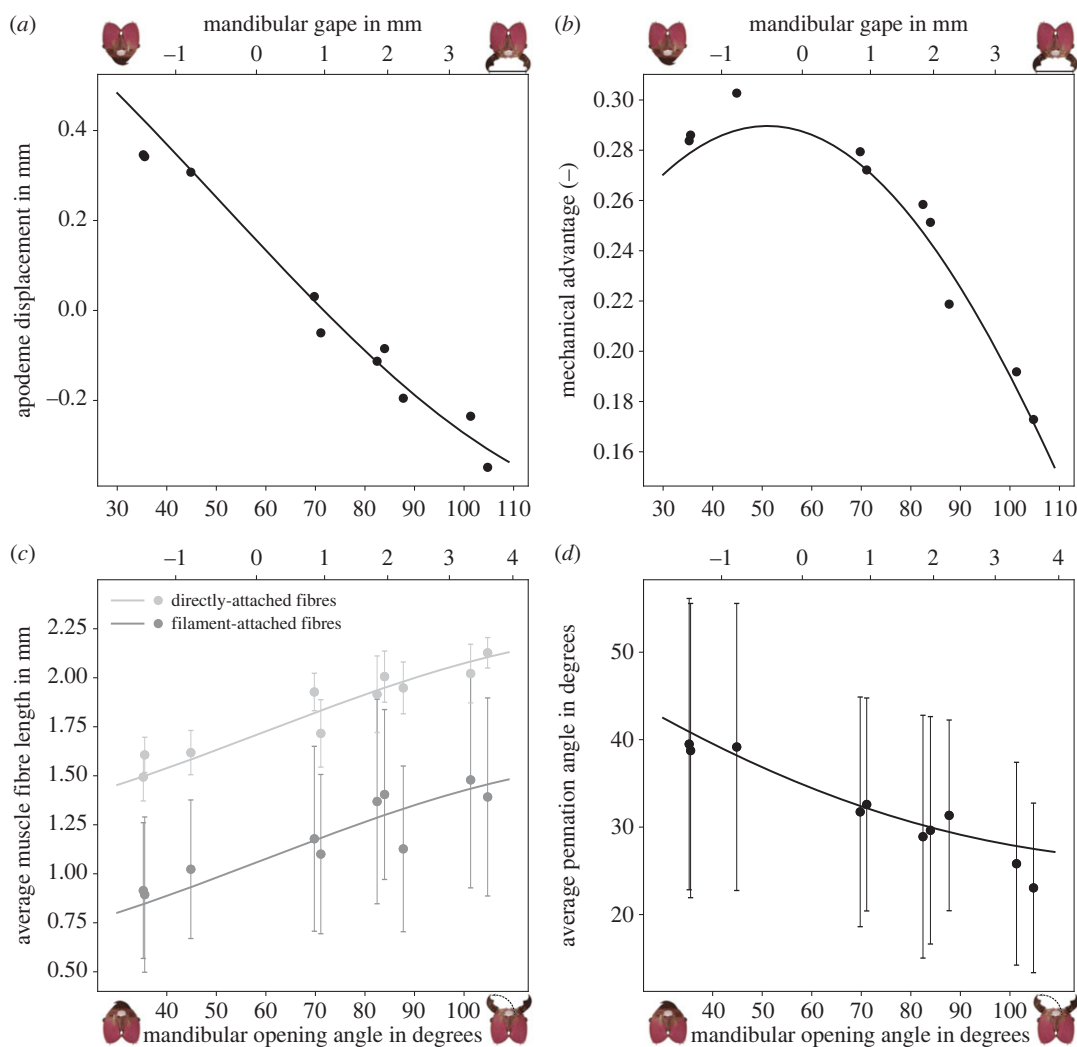 (a)
mandibular gape in mm
–1 0 1 2 3
apodeme displacement in mm
0.4
0.2
0.0
–0.2
30 40 50 60 70 80 90 100 110
(b)
mandibular gape in mm
–1 0 1 2 3
mechanical advantage (–)
0.30
0.28
0.26
0.24
0.22
0.20
0.18
0.16
30 40 50 60 70 80 90 100 110
(c)
–1 0 1 2 3 4
directly-attached fibres
filament-attached fibres
average muscle fibre length in mm
2.25
2.00
1.75
1.50
1.25
1.00
0.75
0.50
40 50 60 70 80 90 100
mandibular opening angle in degrees
(d)
–1 0 1 2 3 4
average pennation angle in degrees
50
40
30
20
40 50 60 70 80 90 100
mandibular opening angle in degrees